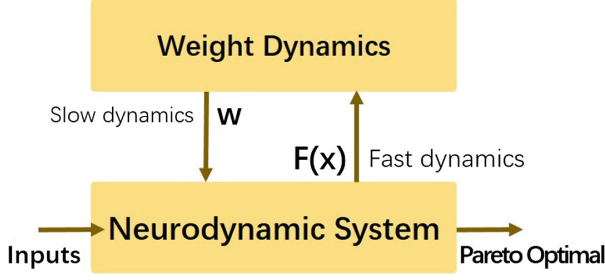 Weight Dynamics
Slow dynamics
w
F(x)
Fast dynamics
Neurodynamic System
Inputs
Pareto Optimal